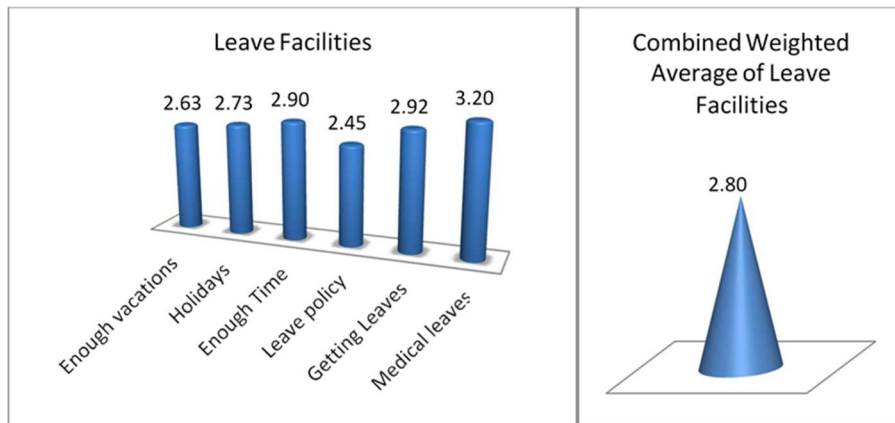 Leave Facilities
2.63
2.73
2.90
2.45
2.92
3.20
Enough vacations
Holidays
Enough Time
Leave policy
Getting Leaves
Medical leaves
Combined Weighted
Average of Leave
Facilities
2.80